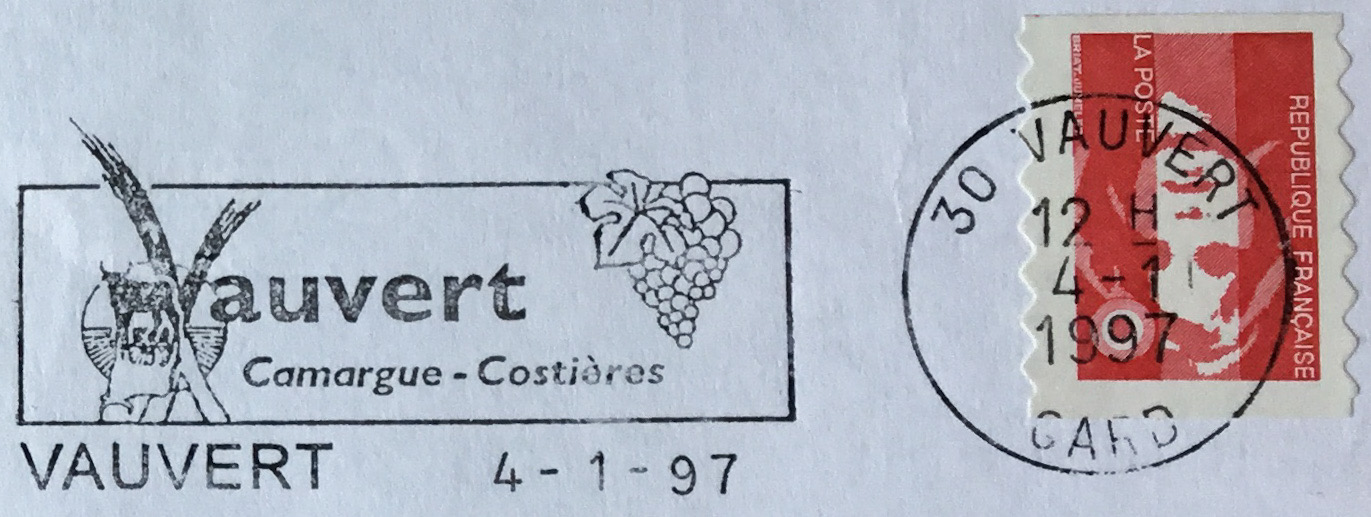 Vauvert
Camargue - Costières
VAUVERT 4 - 1 - 97
30 VAUVERT
12 H
4 - 1
1997
GARD
LA POSTE
REPUBLIQUE FRANÇAISE